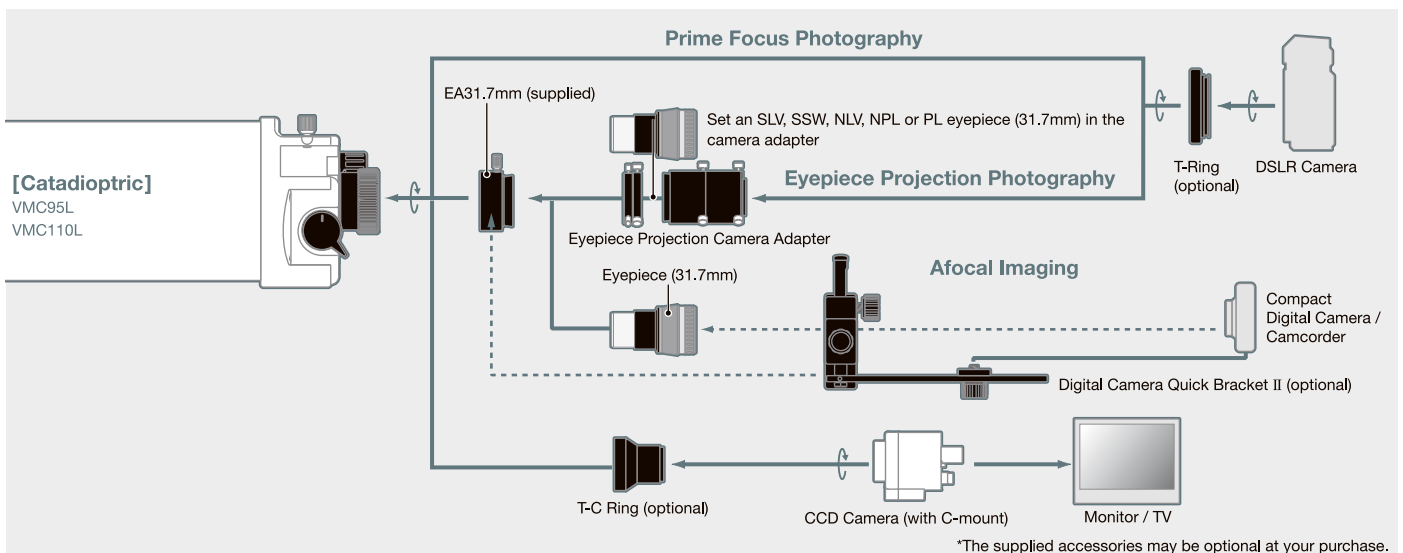 Prime Focus Photography
EA31.7mm (supplied)
Set an SLV, SSW, NLV, NPL or PL eyepiece (31.7mm) in the
camera adapter
T-Ring
(optional)
DSLR Camera
[Catadioptric]
VMC95L
VMC110L
Eyepiece Projection Photography
Eyepiece Projection Camera Adapter
Afocal Imaging
Eyepiece (31.7mm)
Compact
Digital Camera /
Camcorder
Digital Camera Quick Bracket II (optional)
T-C Ring (optional)
CCD Camera (with C-mount)
Monitor / TV
*The supplied accessories may be optional at your purchase.